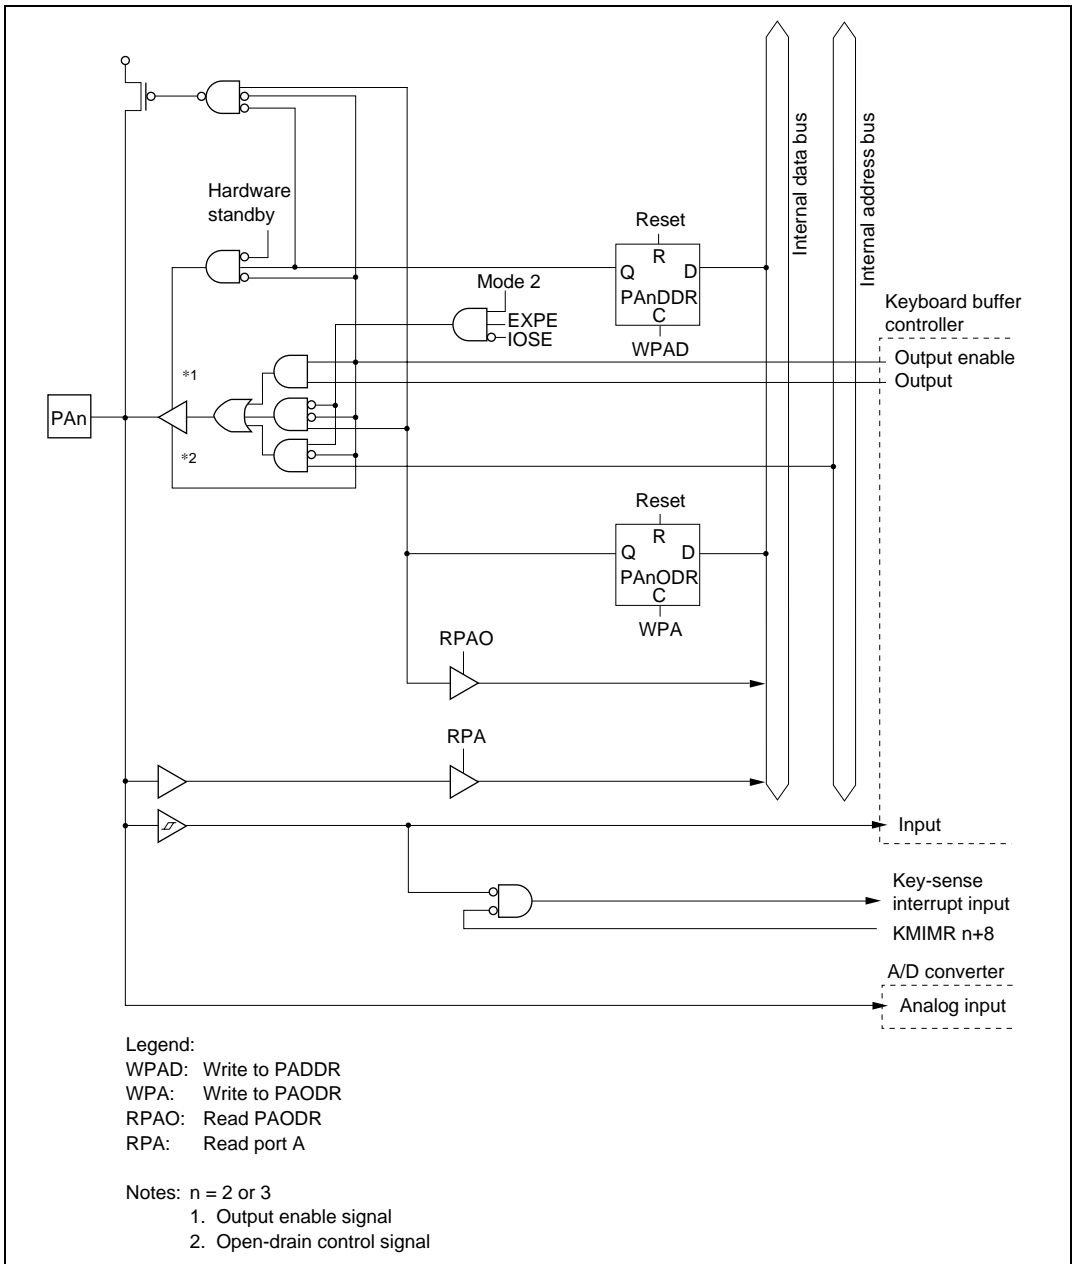 Hardware
standby
Internal data bus
Internal address bus
Reset
R
Q D
PAnDDR
C
WPAD
Mode 2
EXPE
IOSE
Keyboard buffer
controller
Output enable
Output
*1
PAn
*2
Reset
R
Q D
PAnODR
C
WPA
RPAO
RPA
Input
Key-sense
interrupt input
KMIMR n+8
A/D converter
Analog input
Legend:
WPAD: Write to PADDR
WPA: Write to PAODR
RPAO: Read PAODR
RPA: Read port A
Notes: n = 2 or 3
1. Output enable signal
2. Open-drain control signal